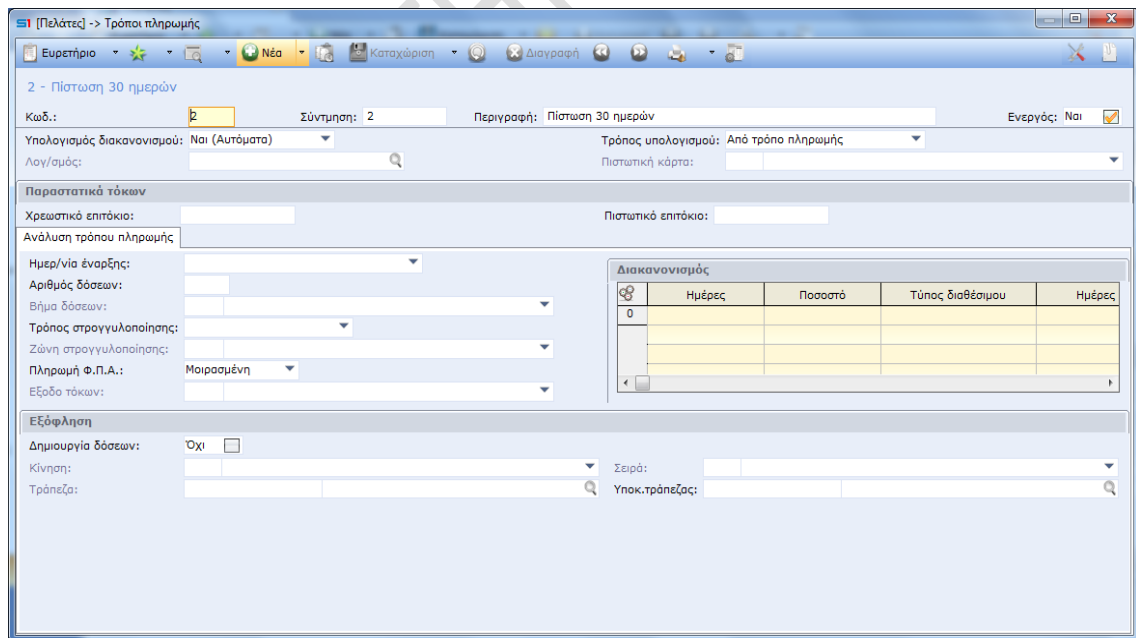 S1 [Πελάτες] -> Τρόποι πληρωμής
Ευρετήριο Νέα Καταχώριση Διαγραφή
2 - Πίστωση 30 ημερών
Κωδ.: 2 Σύντμηση: 2 Περιγραφή: Πίστωση 30 ημερών Ενεργός: Ναι
Υπολογισμός διακανονισμού: Ναι (Αυτόματα) Τρόπος υπολογισμού: Από τρόπο πληρωμής
Λογ/σμός: Πιστωτική κάρτα:
Παραστατικά τόκων
Χρεωστικό επιτόκιο: Πιστωτικό επιτόκιο:
Ανάλυση τρόπου πληρωμής
Ημερ/νία έναρξης:
Διακανονισμός
Αριθμός δόσεων:
Ημέρες Ποσοστό Τύπος διαθέσιμου Ημέρες
Βήμα δόσεων:
0
Τρόπος στρογγυλοποίησης:
Ζώνη στρογγυλοποίησης:
Πληρωμή Φ.Π.Α.: Μοιρασμένη
Εξοδο τόκων:
Εξόφληση
Δημιουργία δόσεων: Όχι
Κίνηση: Σειρά:
Τράπεζα: Υποκ.τράπεζας: